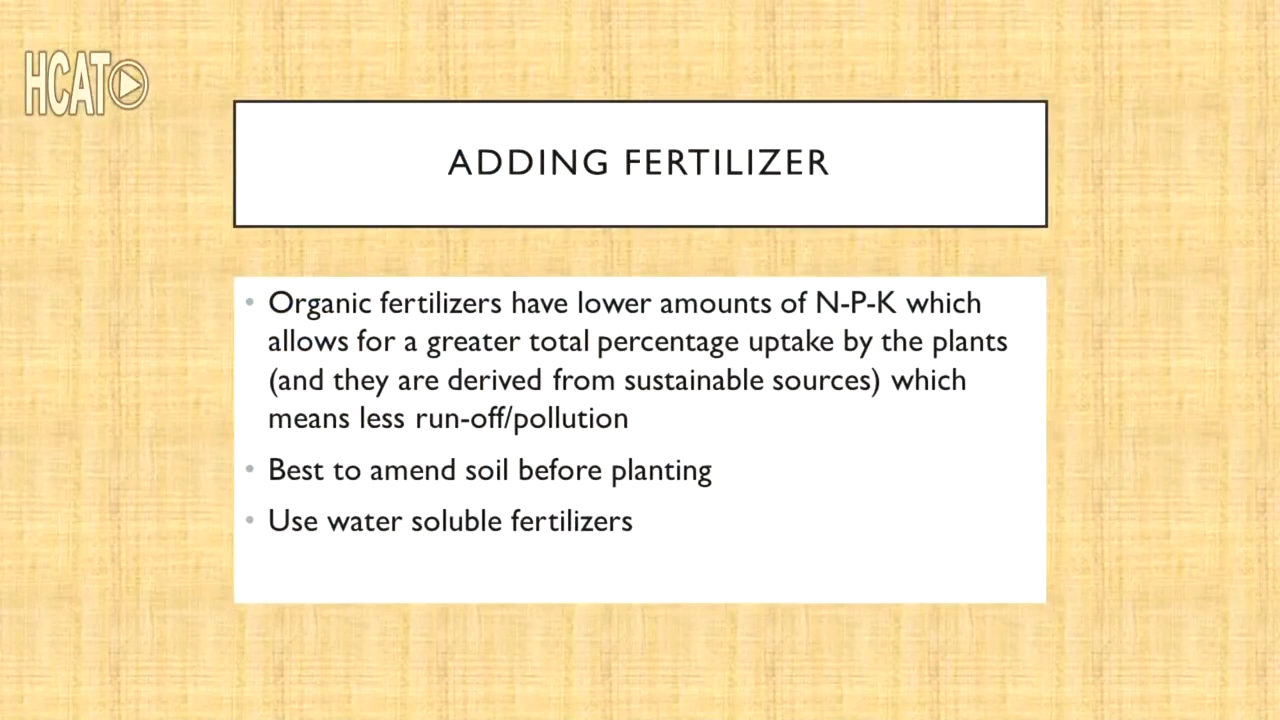 HCAT
ADDING FERTILIZER
• Organic fertilizers have lower amounts of N-P-K which
allows for a greater total percentage uptake by the plants
(and they are derived from sustainable sources) which
means less run-off/pollution
• Best to amend soil before planting
• Use water soluble fertilizers